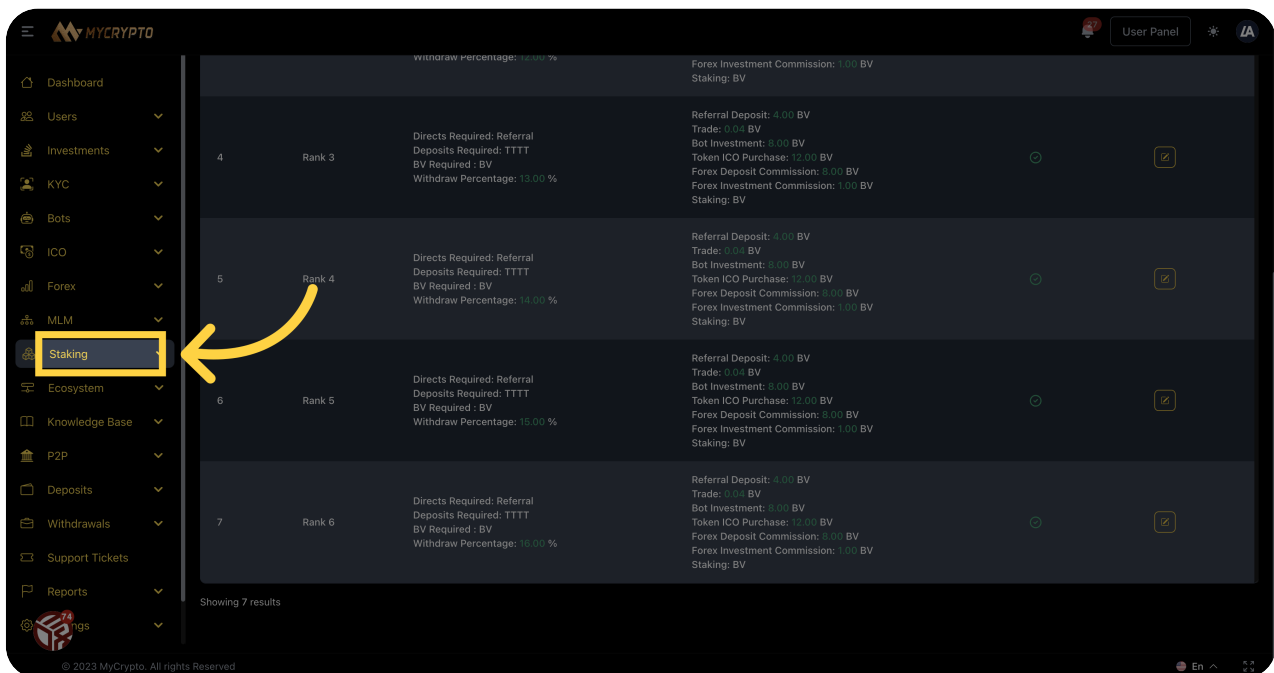 MYCRYPTO
User Panel
Dashboard
Users
Investments
KYC
Bots
ICO
Forex
MLM
Staking
Ecosystem
Knowledge Base
P2P
Deposits
Withdrawals
Support Tickets
Reports
74
Withdraw Percentage: 12.00 %
Forex Investment Commission: 1.00 BV
Staking: BV
4
Rank 3
Directs Required: Referral
Deposits Required: TTTT
BV Required : BV
Withdraw Percentage: 13.00 %
Referral Deposit: 4.00 BV
Trade: 0.04 BV
Bot Investment: 8.00 BV
Token ICO Purchase: 12.00 BV
Forex Deposit Commission: 8.00 BV
Forex Investment Commission: 1.00 BV
Staking: BV
5
Rank 4
Directs Required: Referral
Deposits Required: TTTT
BV Required : BV
Withdraw Percentage: 14.00 %
Referral Deposit: 4.00 BV
Trade: 0.04 BV
Bot Investment: 8.00 BV
Token ICO Purchase: 12.00 BV
Forex Deposit Commission: 8.00 BV
Forex Investment Commission: 1.00 BV
Staking: BV
6
Rank 5
Directs Required: Referral
Deposits Required: TTTT
BV Required : BV
Withdraw Percentage: 15.00 %
Referral Deposit: 4.00 BV
Trade: 0.04 BV
Bot Investment: 8.00 BV
Token ICO Purchase: 12.00 BV
Forex Deposit Commission: 8.00 BV
Forex Investment Commission: 1.00 BV
Staking: BV
7
Rank 6
Directs Required: Referral
Deposits Required: TTTT
BV Required : BV
Withdraw Percentage: 16.00 %
Referral Deposit: 4.00 BV
Trade: 0.04 BV
Bot Investment: 8.00 BV
Token ICO Purchase: 12.00 BV
Forex Deposit Commission: 8.00 BV
Forex Investment Commission: 1.00 BV
Staking: BV
Showing 7 results
© 2023 MyCrypto. All rights Reserved
En